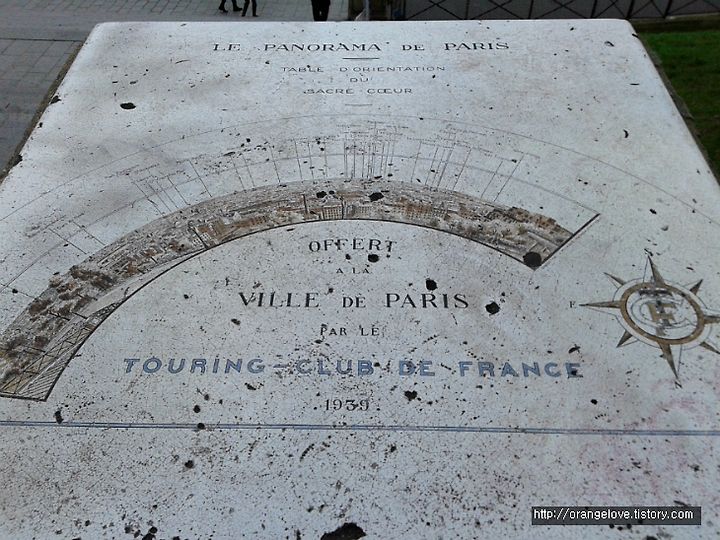 LE PANORAMA DE PARIS
TABLE D'ORIENTATION
DU
SACRÉ CŒUR
OFFERT
A LA
VILLE DE PARIS
PAR LE
TOURING-CLUB DE FRANCE
1939
E
http://orangelove.tistory.com